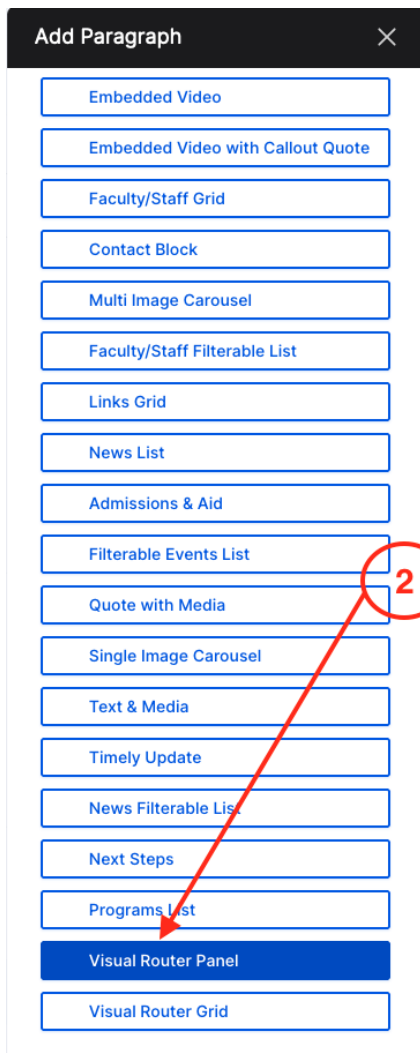 Add Paragraph
Embedded Video
Embedded Video with Callout Quote
Faculty/Staff Grid
Contact Block
Multi Image Carousel
Faculty/Staff Filterable List
Links Grid
News List
Admissions & Aid
Filterable Events List
2
Quote with Media
Single Image Carousel
Text & Media
Timely Update
News Filterable List
Next Steps
Programs List
Visual Router Panel
Visual Router Grid